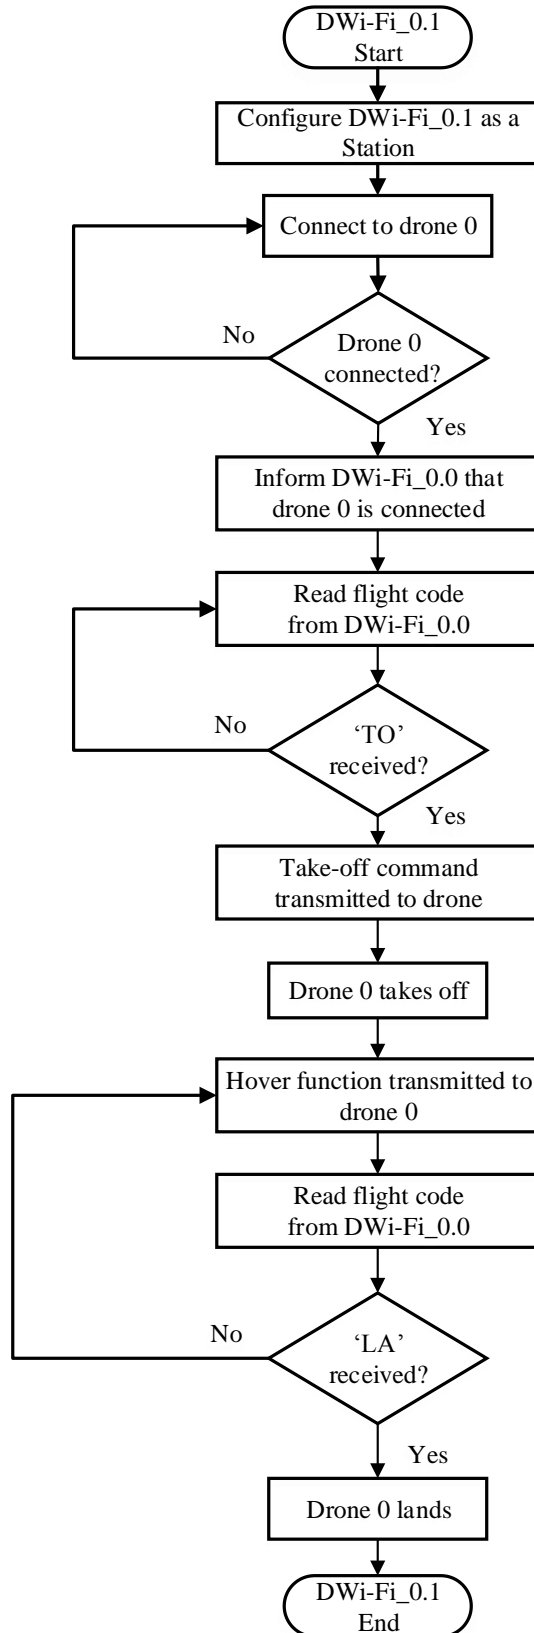 DWi-Fi_0.1
Start
Configure DWi-Fi_0.1 as a
Station
Connect to drone 0
No
Drone 0
connected?
Yes
Inform DWi-Fi_0.0 that
drone 0 is connected
Read flight code
from DWi-Fi_0.0
No
‘TO’
received?
Yes
Take-off command
transmitted to drone
Drone 0 takes off
Hover function transmitted to
drone 0
Read flight code
from DWi-Fi_0.0
No
‘LA’
received?
Yes
Drone 0 lands
DWi-Fi_0.1
End